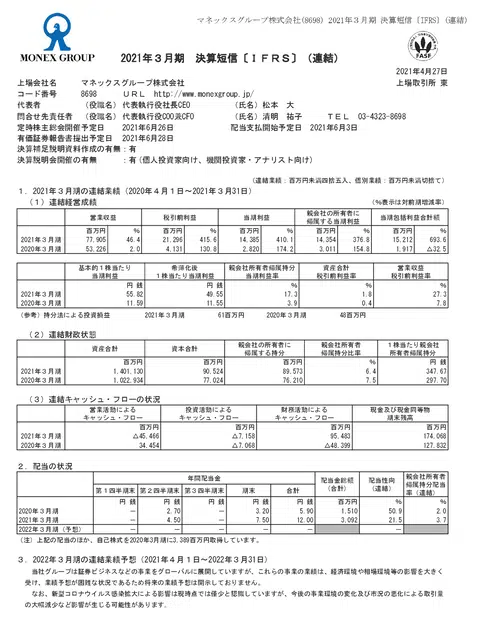 マネックスグループ株式会社(8698) 2021年3月期 決算短信〔IFRS〕(連結)
MONEX GROUP
2021年3月期 決算短信〔IFRS〕(連結)
FASF
2021年4月27日
上場会社名 マネックスグループ株式会社 上場取引所 東
コード番号 8698 URL http://www.monexgroup.jp/
代表者 (役職名) 代表執行役社長CEO (氏名) 松本 大
問合せ先責任者 (役職名) 代表執行役COO兼CFO (氏名) 清明 祐子 TEL 03-4323-8698
定時株主総会開催予定日 2021年6月26日 配当支払開始予定日 2021年6月3日
有価証券報告書提出予定日 2021年6月28日
決算補足説明資料作成の有無:有
決算説明会開催の有無 :有(個人投資家向け、機関投資家・アナリスト向け)
(連結業績:百万円未満四捨五入、個別業績:百万円未満切捨て)
1.2021年3月期の連結業績(2020年4月1日~2021年3月31日)
(1)連結経営成績 (%表示は対前期増減率)
営業収益 税引前利益 当期利益 親会社の所有者に帰属する当期利益 当期包括利益合計額
百万円 % 百万円 % 百万円 % 百万円 % 百万円 %
2021年3月期 77,905 46.4 21,296 415.6 14,385 410.1 14,354 376.8 15,212 693.6
2020年3月期 53,226 2.0 4,131 130.8 2,820 174.2 3,011 154.8 1,917 △32.5
基本的1株当たり当期利益 希薄化後1株当たり当期利益 親会社所有者帰属持分当期利益率 資産合計税引前利益率 営業収益税引前利益率
円 銭 円 銭 % % %
2021年3月期 55.82 49.55 17.3 1.8 27.3
2020年3月期 11.59 11.55 3.9 0.4 7.8
(参考)持分法による投資損益 2021年3月期 61百万円 2020年3月期 48百万円
(2)連結財政状態
資産合計 資本合計 親会社の所有者に帰属する持分 親会社所有者帰属持分比率 1株当たり親会社所有者帰属持分
百万円 百万円 百万円 % 円 銭
2021年3月期 1,401,130 90,524 89,573 6.4 347.67
2020年3月期 1,022,934 77,024 76,210 7.5 297.70
(3)連結キャッシュ・フローの状況
営業活動によるキャッシュ・フロー 投資活動によるキャッシュ・フロー 財務活動によるキャッシュ・フロー 現金及び現金同等物期末残高
百万円 百万円 百万円 百万円
2021年3月期 △45,466 △7,158 95,483 174,068
2020年3月期 34,454 △7,068 △48,399 127,832
2.配当の状況
年間配当金 配当金総額(合計) 配当性向(連結) 親会社所有者帰属持分配当率(連結)
第1四半期末 第2四半期末 第3四半期末 期末 合計
円 銭 円 銭 円 銭 円 銭 円 銭 百万円 % %
2020年3月期 - 2.70 - 3.20 5.90 1,510 50.9 2.0
2021年3月期 - 4.50 - 7.50 12.00 3,092 21.5 3.7
2022年3月期(予想) - - - - - - -
(注)上記の配当のほか、自己株式を2020年3月期に3,389百万円取得しています。
3.2022年3月期の連結業績予想(2021年4月1日~2022年3月31日)
当社グループは証券ビジネスなどの事業をグローバルに展開していますが、これらの事業の業績は、経済環境や相場環境等の影響を大きく
受け、業績予想が困難な状況であるため将来の業績予想は開示しておりません。
なお、新型コロナウイルス感染拡大による影響は現時点では僅少と認識していますが、今後の事業環境の変化及び市況の悪化による取引量
の大幅減少など影響が生じる可能性があります.